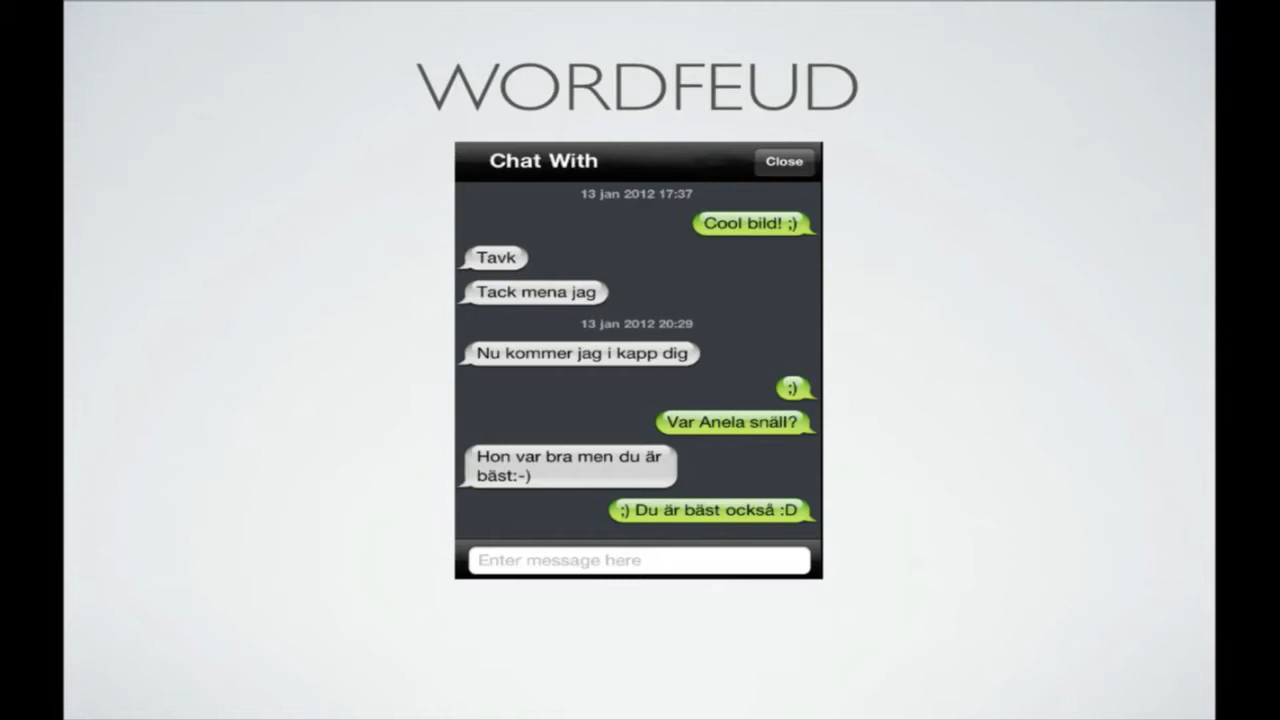 WORDFEUD
Chat With
Close
13 jan 2012 17:37
Cool bild! ;)
Tavk
Tack mena jag
13 jan 2012 20:29
Nu kommer jag i kapp dig
;)
Var Anela snäll?
Hon var bra men du är
bäst:-)
;) Du är bäst också :D
Enter message here